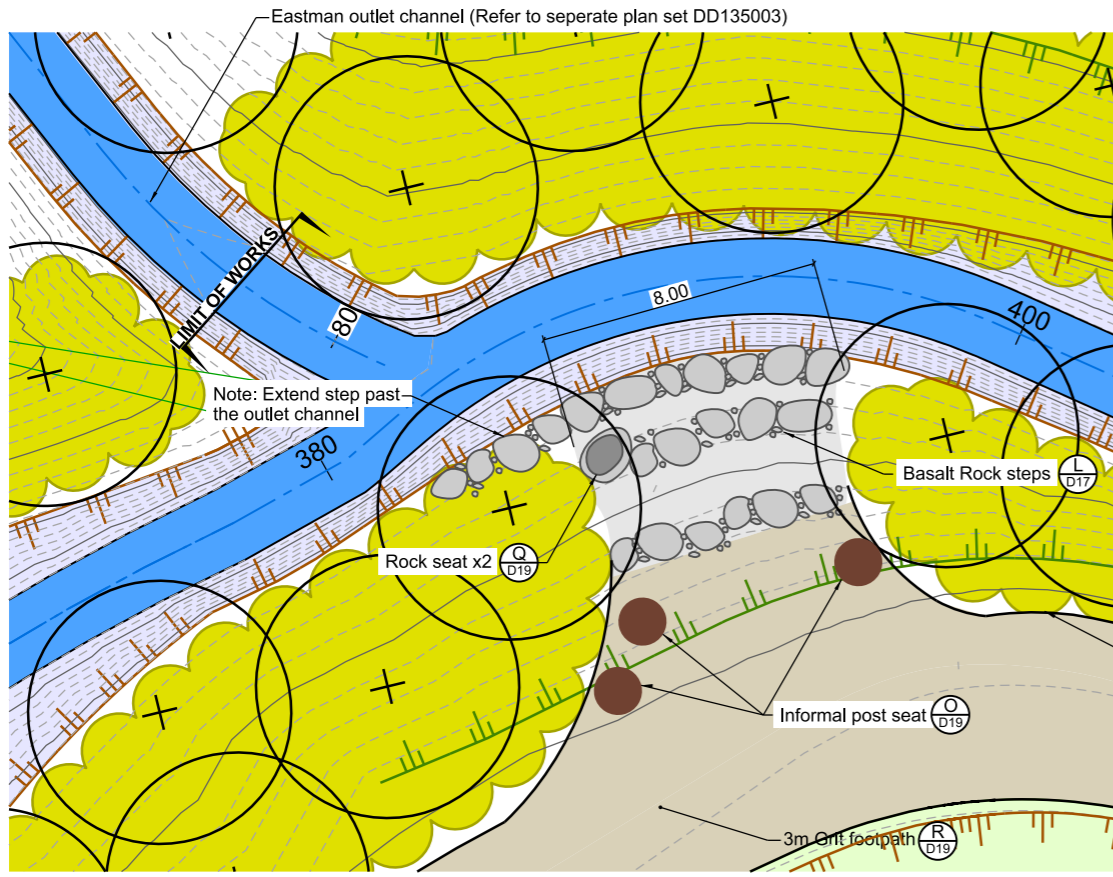 Eastman outlet channel (Refer to seperate plan set DD135003)
LIMIT OF WORKS
80
8.00
400
Note: Extend step past
the outlet channel
380
Basalt Rock steps
L
D17
Rock seat x2
Q
D19
Informal post seat
O
D19
3m Grit footpath
R
D19